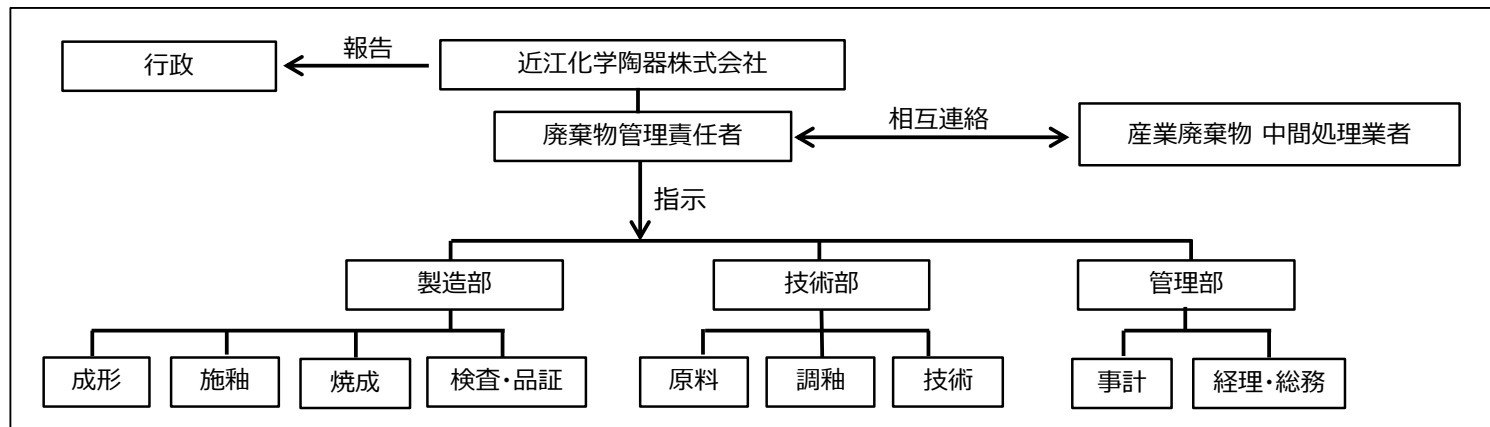 行政
報告
近江化学陶器株式会社
廃棄物管理責任者
相互連絡
産業廃棄物 中間処理業者
指示
製造部
技術部
管理部
成形
施釉
焼成
検査・品証
原料
調釉
技術
事計
経理・総務